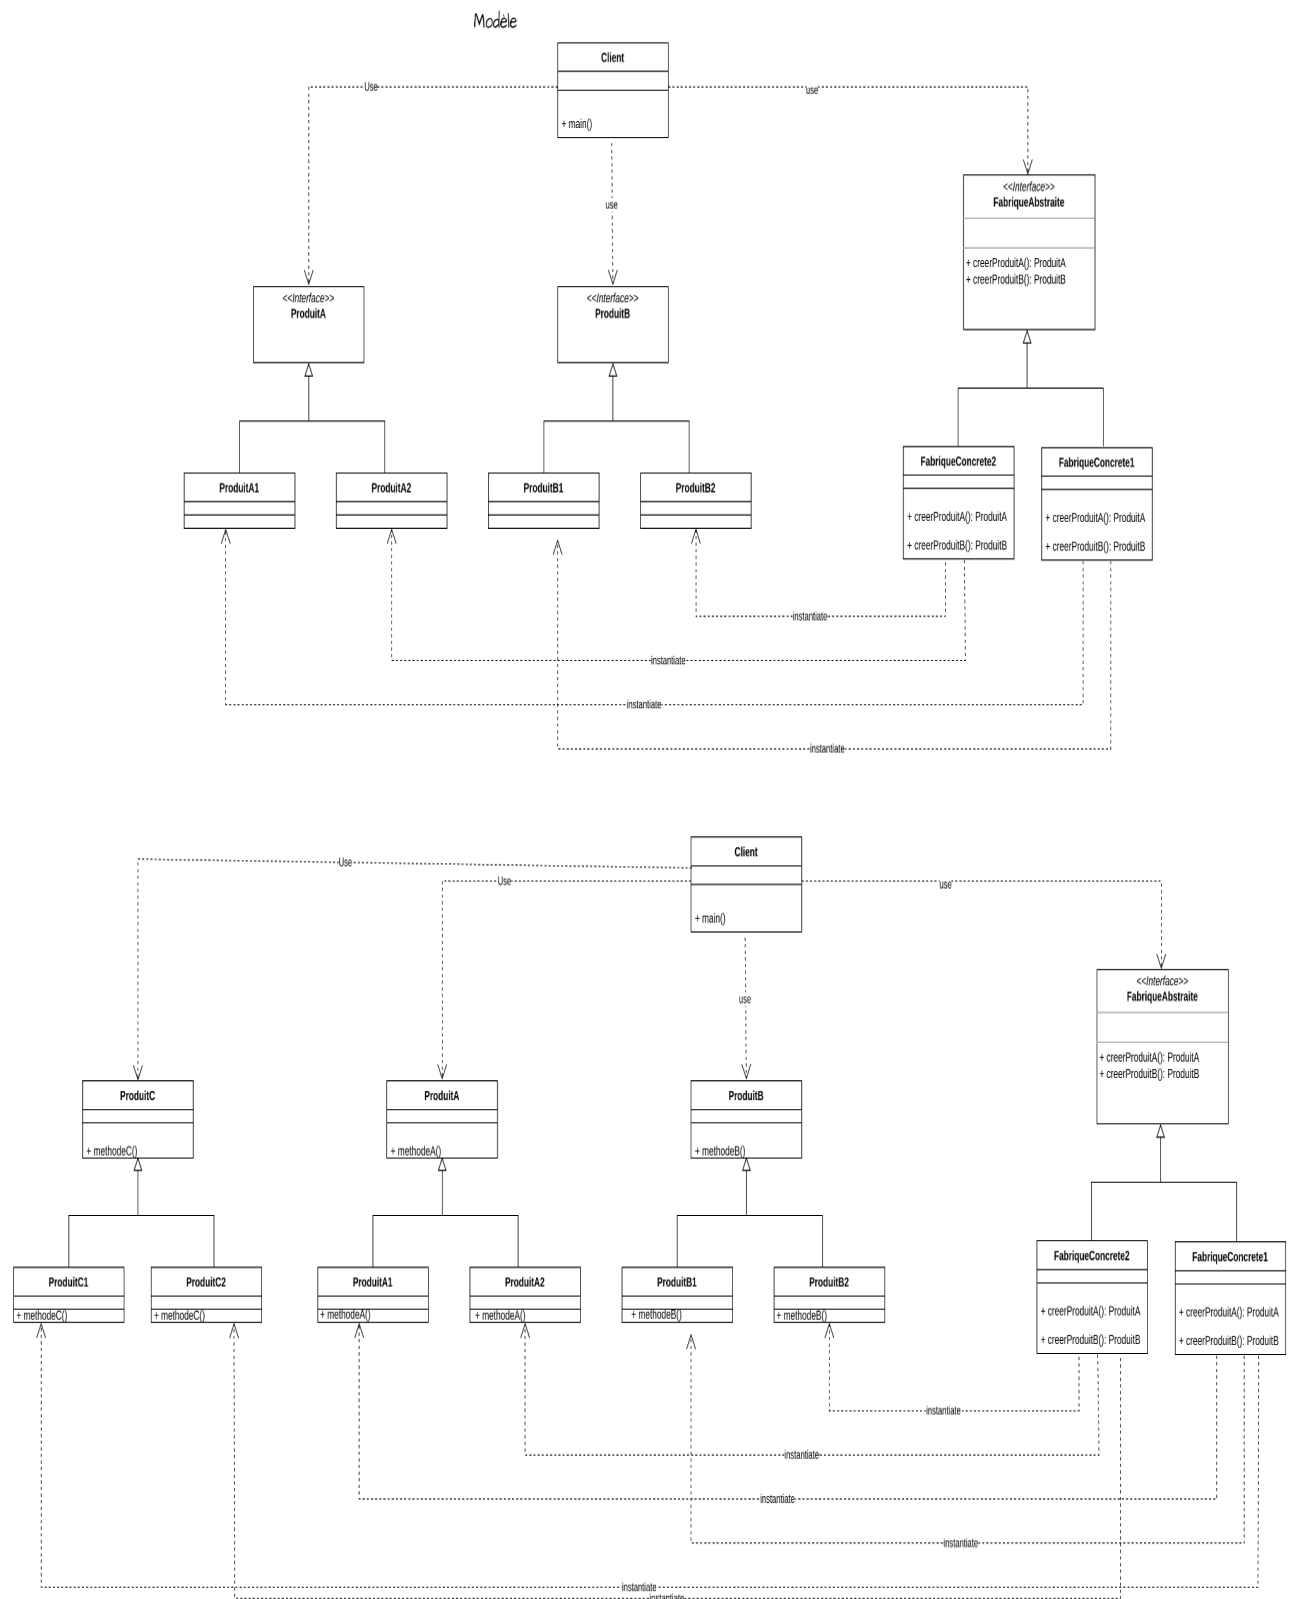 Modèle
Client
+ main()
Use
use
use
<<Interface>>
FabriqueAbstraite
+ creerProduitA(): ProduitA
+ creerProduitB(): ProduitB
<<Interface>>
ProduitA
<<Interface>>
ProduitB
ProduitA1
ProduitA2
ProduitB1
ProduitB2
FabriqueConcrete2
+ creerProduitA(): ProduitA
+ creerProduitB(): ProduitB
FabriqueConcrete1
+ creerProduitA(): ProduitA
+ creerProduitB(): ProduitB
instantiate
instantiate
instantiate
instantiate
Client
+ main()
Use
Use
use
use
<<Interface>>
FabriqueAbstraite
+ creerProduitA(): ProduitA
+ creerProduitB(): ProduitB
ProduitC
+ methodeC()
ProduitA
+ methodeA()
ProduitB
+ methodeB()
ProduitC1
+ methodeC()
ProduitC2
+ methodeC()
ProduitA1
+ methodeA()
ProduitA2
+ methodeA()
ProduitB1
+ methodeB()
ProduitB2
+ methodeB()
FabriqueConcrete2
+ creerProduitA(): ProduitA
+ creerProduitB(): ProduitB
FabriqueConcrete1
+ creerProduitA(): ProduitA
+ creerProduitB(): ProduitB
instantiate
instantiate
instantiate
instantiate
instantiate
instantiate